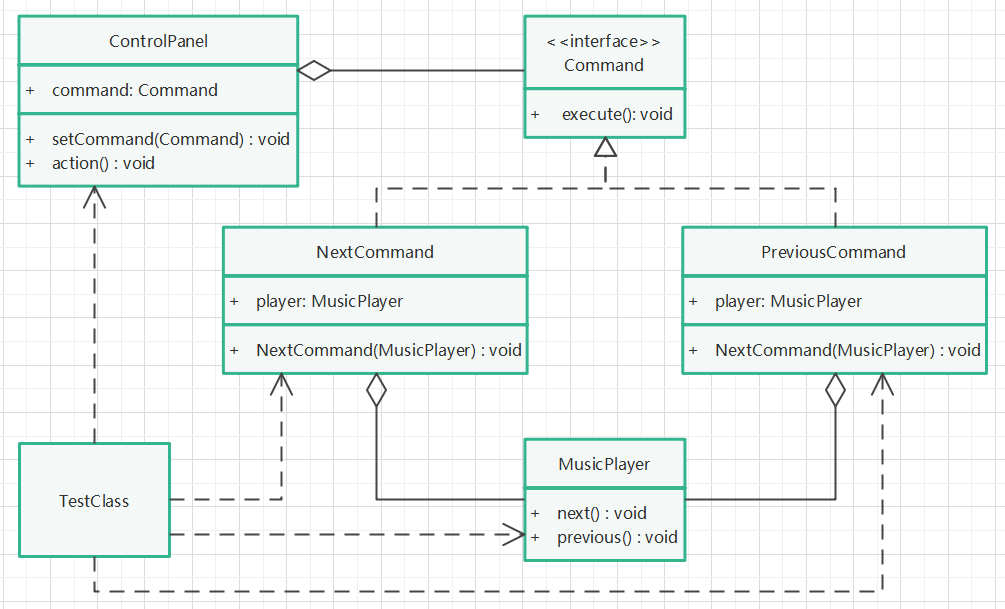 ControlPanel
+ command: Command
+ setCommand(Command) : void
+ action() : void
< <interface> >
Command
+ execute(): void
NextCommand
+ player: MusicPlayer
+ NextCommand(MusicPlayer) : void
PreviousCommand
+ player: MusicPlayer
+ NextCommand(MusicPlayer) : void
TestClass
MusicPlayer
+ next() : void
+ previous() : void